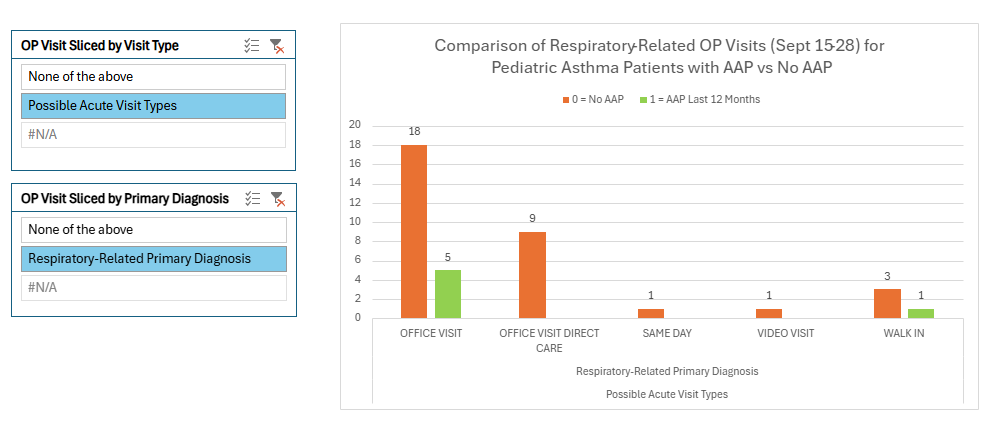 OP Visit Sliced by Visit Type
None of the above
Possible Acute Visit Types
#N/A
OP Visit Sliced by Primary Diagnosis
None of the above
Respiratory-Related Primary Diagnosis
#N/A
Comparison of Respiratory-Related OP Visits (Sept 15-28) for
Pediatric Asthma Patients with AAP vs No AAP
0 = No AAP 1 = AAP Last 12 Months
20
18
16
14
12
10
8
6
4
2
0
18
5
9
1
1
3
1
OFFICE VISIT
OFFICE VISIT DIRECT
CARE
SAME DAY
VIDEO VISIT
WALK IN
Respiratory-Related Primary Diagnosis
Possible Acute Visit Types